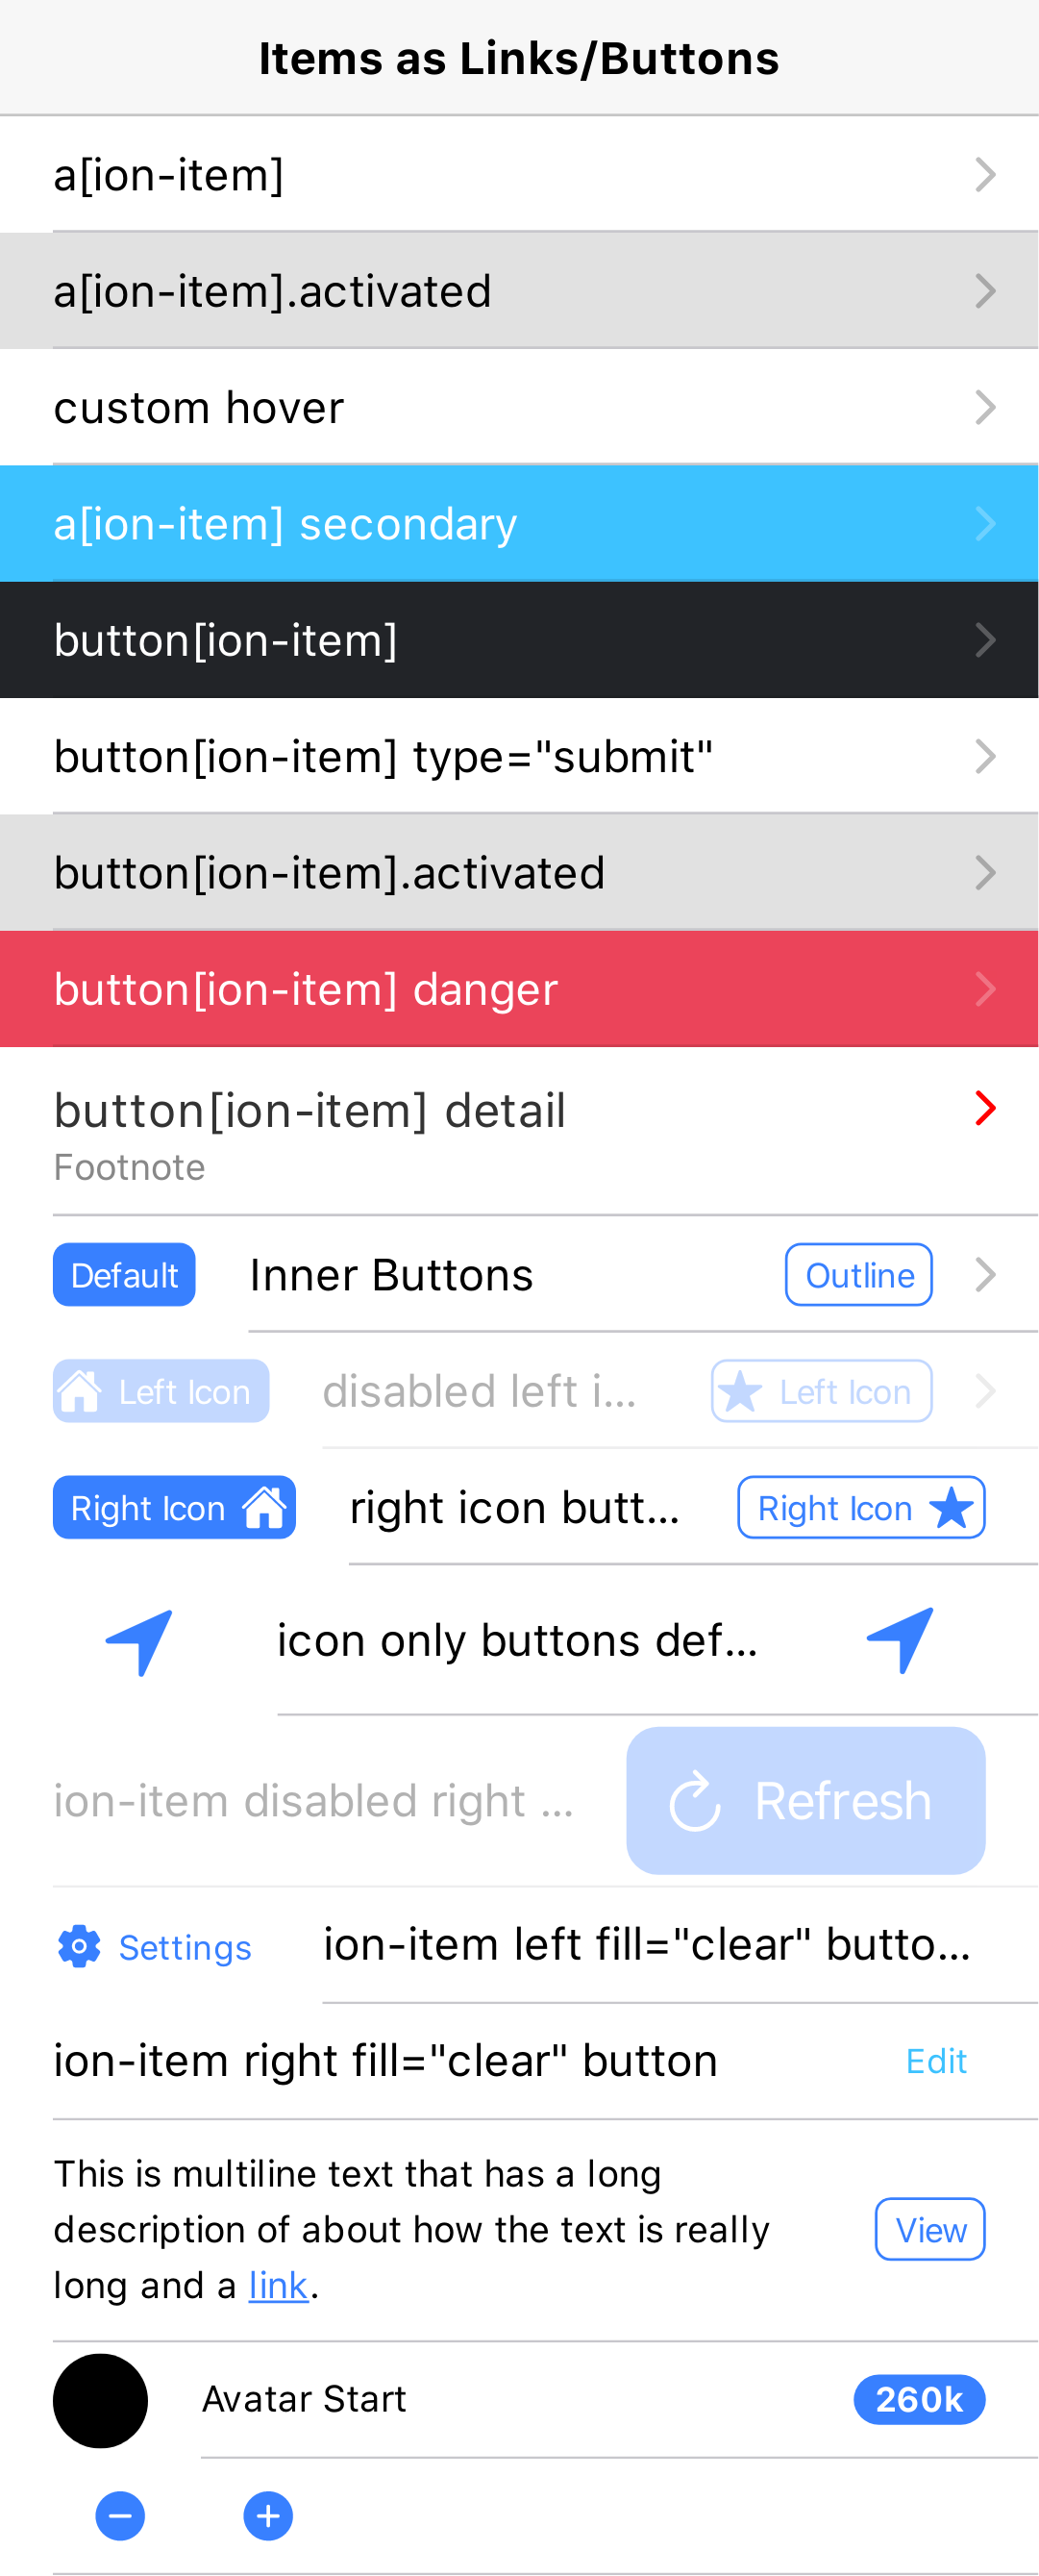 Items as Links/Buttons
a[ion-item]
a[ion-item].activated
custom hover
a[ion-item] secondary
button[ion-item]
button[ion-item] type="submit"
button[ion-item].activated
button[ion-item] danger
button[ion-item] detail
Footnote
Default Inner Buttons Outline
Left Icon disabled left i... Left Icon
Right Icon right icon butt... Right Icon
icon only buttons def...
ion-item disabled right ... Refresh
Settings ion-item left fill="clear" butto...
ion-item right fill="clear" button Edit
This is multiline text that has a long
description of about how the text is really
long and a link.
View
Avatar Start 260k